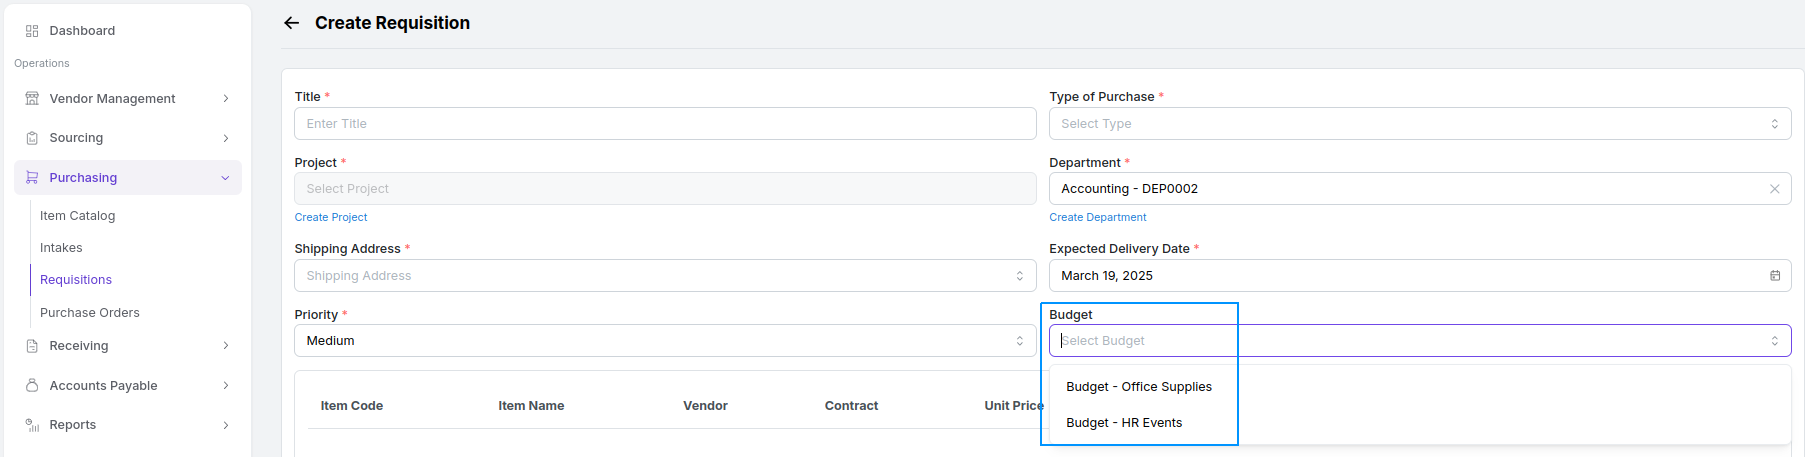 Dashboard
Operations
Vendor Management
Sourcing
Purchasing
Item Catalog
Intakes
Requisitions
Purchase Orders
Receiving
Accounts Payable
Reports
Create Requisition
Title *
Enter Title
Type of Purchase *
Select Type
Project *
Select Project
Create Project
Department *
Accounting - DEP0002
Create Department
Shipping Address *
Shipping Address
Expected Delivery Date *
March 19, 2025
Priority *
Medium
Budget
Select Budget
Budget - Office Supplies
Budget - HR Events
Item Code Item Name Vendor Contract Unit Price